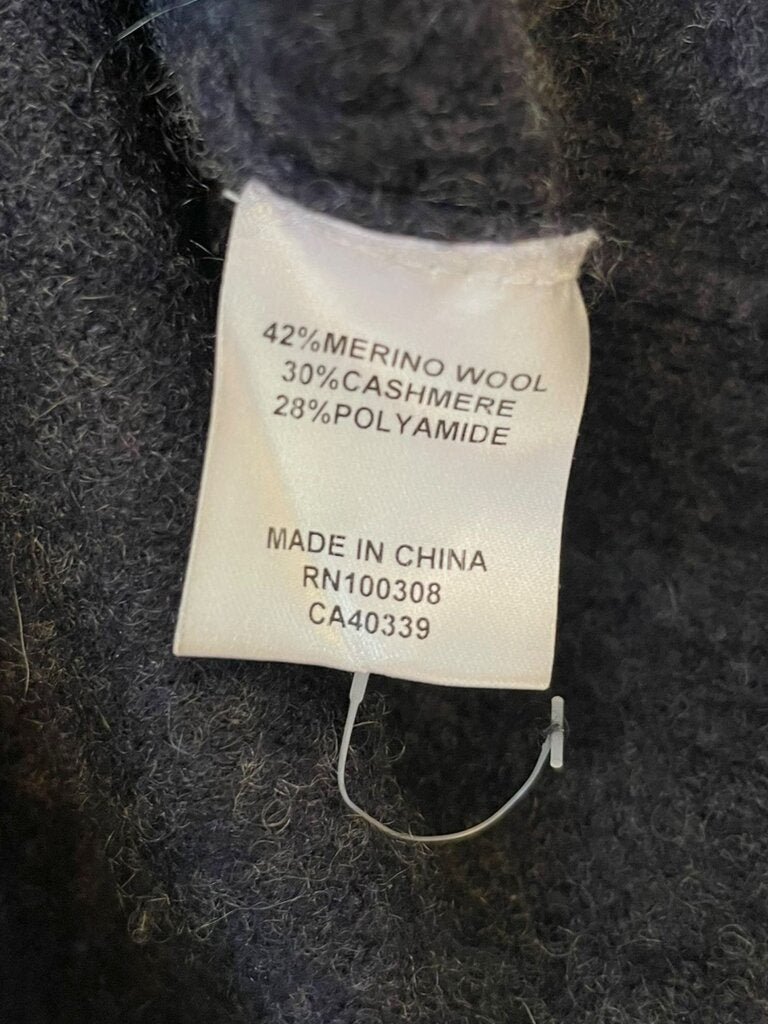 42%MERINO WOOL
30%CASHMERE
28%POLYAMIDE
MADE IN CHINA
RN100308
CA40339